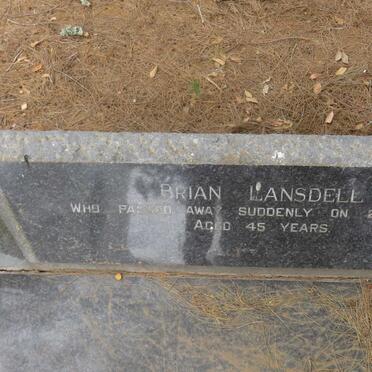 BRIAN LANSDELL
WHO PASSED AWAY SUDDENLY ON
AGED 45 YEARS.